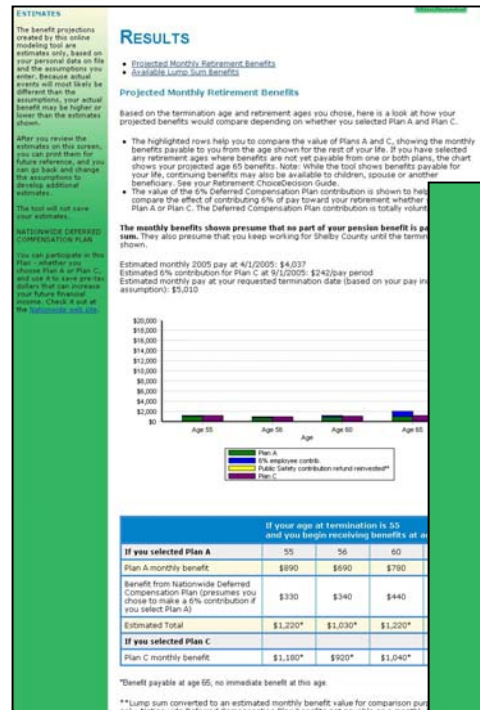 ESTIMATES
The benefit projections
created by this online
modeling tool are
estimates only, based on
your personal data on file
and the assumptions you
enter. Because actual
events will most likely be
different than the
assumptions, your actual
benefit may be higher or
lower than the estimates
shown.
After you review the
estimates on this screen,
you can print them for
future reference, and you
can go back and change
the assumptions to
develop additional
estimates.
The tool will not save
your estimates.
NATIONWIDE DEFERRED
COMPENSATION PLAN
You can participate in this
Plan - whether you
choose Plan A or Plan C,
and use it to save pre-tax
dollars that can increase
your future financial
income. Check it out at
the Nationwide web site.
RESULTS
• Projected Monthly Retirement Benefits
• Available Lump Sum Benefits
Projected Monthly Retirement Benefits
Based on the termination age and retirement ages you chose, here is a look at how your
projected benefits would compare depending on whether you selected Plan A and Plan C.
• The highlighted rows help you to compare the value of Plans A and C, showing the monthly
benefits payable to you from the age shown for the rest of your life. If you have selected
any retirement ages where benefits are not yet payable from one or both plans, the chart
shows your projected age 65 benefits. Note: While the tool shows benefits payable for
your life, continuing benefits may also be available to children, spouse or another
beneficiary. See your Retirement ChoiceDecision Guide.
• The value of the 6% Deferred Compensation Plan contribution is shown to help
compare the effect of contributing 6% of pay toward your retirement whether
Plan A or Plan C. The Deferred Compensation Plan contribution is totally
The monthly benefits shown presume that no part of your pension benefit is
sum. They also presume that you keep working for Shelby County until the
shown.
Estimated monthly 2005 pay at 4/1/2005: $4,037
Estimated 6% contribution for Plan C at 9/1/2005: $242/pay period
Estimated monthly pay at your requested termination date (based on your pay
assumption): $5,010
$20,000
$18,000
$16,000
$14,000
$12,000
$10,000
$8,000
$6,000
$4,000
$2,000
$0
Age 55 Age 56 Age 60 Age 65
Age
Plan A
6% employee contrib.
Public Safety contribution refund reinvested**
Plan C
If your age at termination is 55
and you begin receiving benefits at
If you selected Plan A 55 56 60
Plan A monthly benefit $890 $690 $780
Benefit from Nationwide Deferred
Compensation Plan (presumes you
chose to make a 6% contribution if
you select Plan A) $330 $340 $440
Estimated Total $1,220* $1,030* $1,220*
If you selected Plan C
Plan C monthly benefit $1,180* $920* $1,040*
*Benefit payable at age 65, no immediate benefit at this age.
**Lump sum converted to an estimated monthly benefit value for comparison